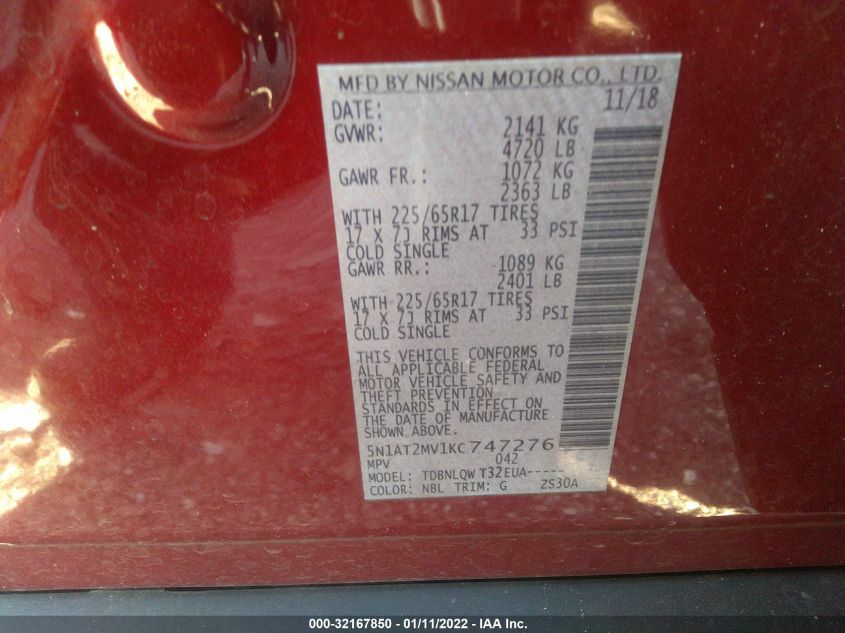 MFD BY NISSAN MOTOR CO., LTD.
DATE: 11/18
GVWR: 2141 KG
4720 LB
GAWR FR.: 1072 KG
2363 LB
WITH 225/65R17 TIRES
17 X 7J RIMS AT 33 PSI
COLD SINGLE
GAWR RR.: 1089 KG
2401 LB
WITH 225/65R17 TIRES
17 X 7J RIMS AT 33 PSI
COLD SINGLE
THIS VEHICLE CONFORMS TO
ALL APPLICABLE FEDERAL
MOTOR VEHICLE SAFETY AND
THEFT PREVENTION
STANDARDS IN EFFECT ON
THE DATE OF MANUFACTURE
SHOWN ABOVE.
5N1AT2MV1KC747276
MPV 042
MODEL: TDBNLQW T32EUA-----
COLOR: NBL TRIM: G ZS30A
000-32167850 - 01/11/2022 - IAA Inc.